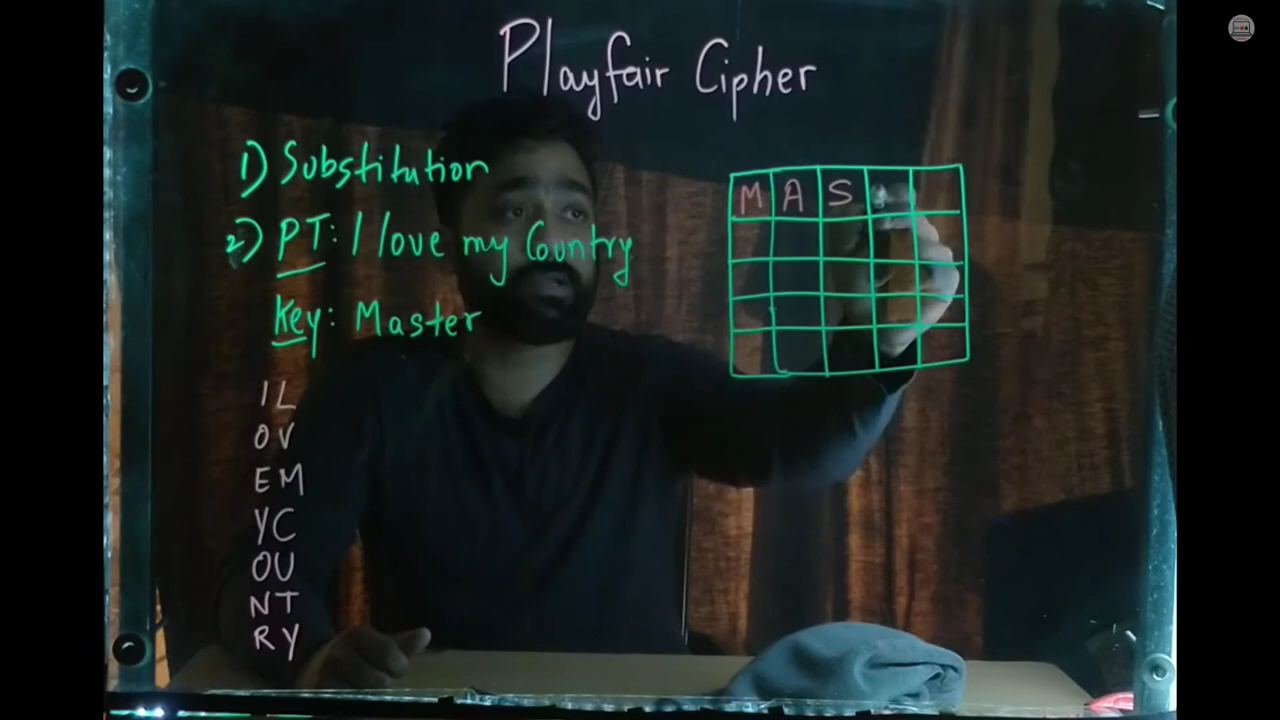 Playfair Cipher
1) Substitution
2) PT: I love my Country
Key: Master
M A S
IL
OV
EM
YC
OU
NT
RY